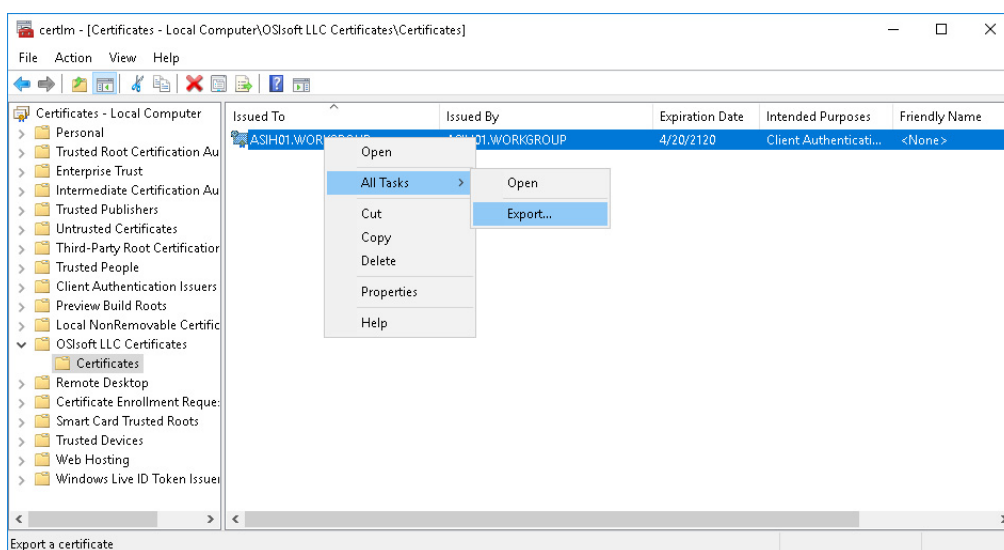 certlm - [Certificates - Local Computer\OSIsoft LLC Certificates\Certificates]
File Action View Help
Certificates - Local Computer
Personal
Trusted Root Certification Au
Enterprise Trust
Intermediate Certification Au
Trusted Publishers
Untrusted Certificates
Third-Party Root Certification
Trusted People
Client Authentication Issuers
Preview Build Roots
Local NonRemovable Certific
OSIsoft LLC Certificates
Certificates
Remote Desktop
Certificate Enrollment Reque
Smart Card Trusted Roots
Trusted Devices
Web Hosting
Windows Live ID Token Issuer
Issued To Issued By Expiration Date Intended Purposes Friendly Name
ASIH01.WORKGROUP ASIH01.WORKGROUP 4/20/2120 Client Authenticati... <None>
Open
All Tasks
Cut
Copy
Delete
Properties
Help
Open
Export...
Export a certificate